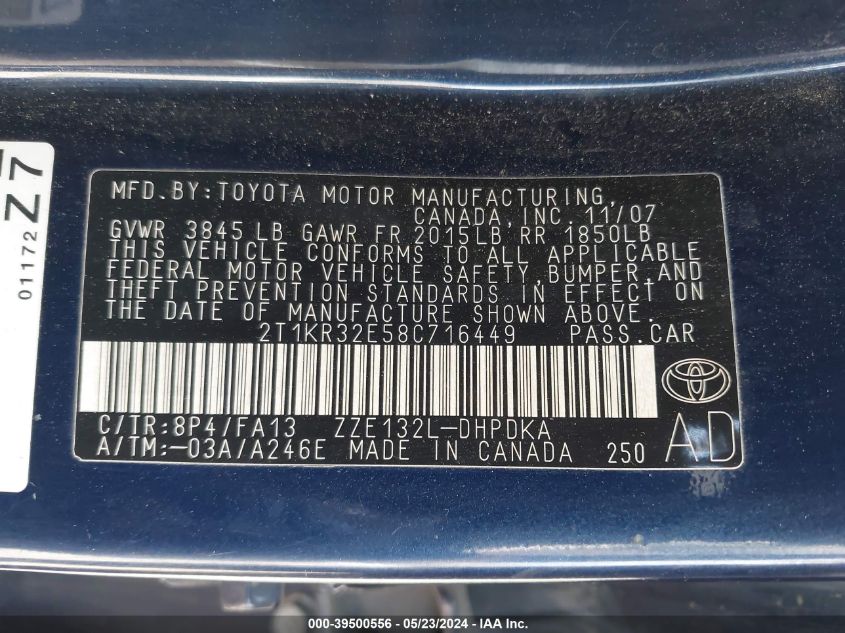 MFD. BY: TOYOTA MOTOR MANUFACTURING,
CANADA, INC. 11/07
GVWR 3845 LB GAWR FR 2015LB RR 1850LB
THIS VEHICLE CONFORMS TO ALL APPLICABLE
FEDERAL MOTOR VEHICLE SAFETY, BUMPER, AND
THEFT PREVENTION STANDARDS IN EFFECT ON
THE DATE OF MANUFACTURE SHOWN ABOVE.
2T1KR32E58C716449 PASS. CAR
C/TR: 8P4/FA13 ZZE132L-DHPDKA
A/TM:-03A/A246E MADE IN CANADA 250
AD
01172
Z7
000-39500556 / 05/23/2024 / IAAI.COM